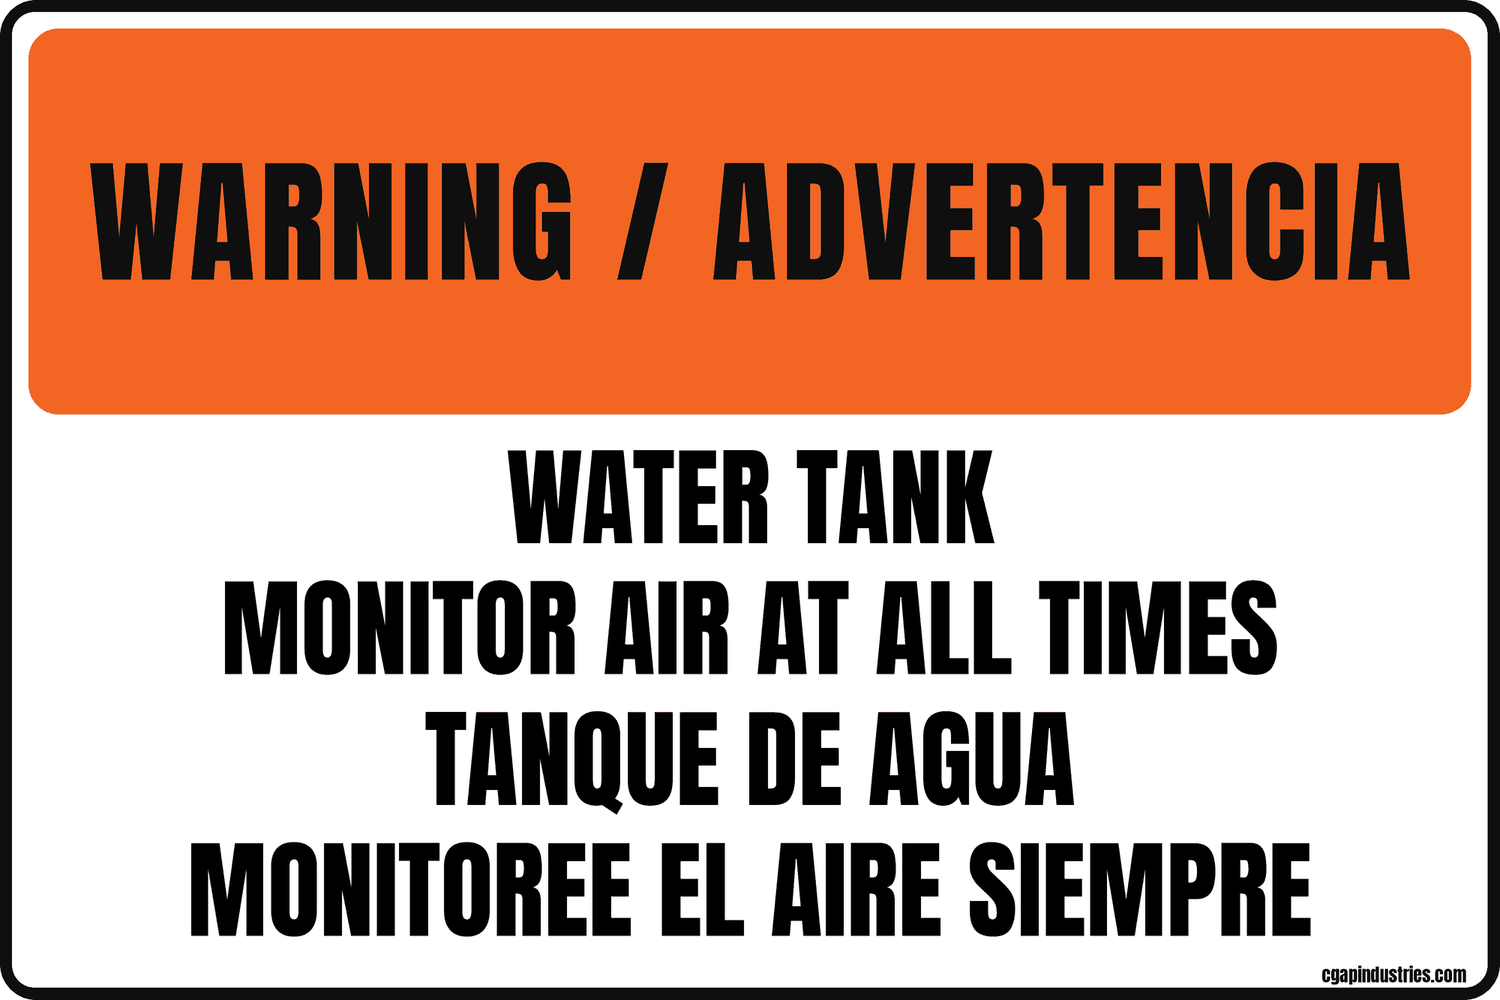 WARNING / ADVERTENCIA
WATER TANK
MONITOR AIR AT ALL TIMES
TANQUE DE AGUA
MONITOREE EL AIRE SIEMPRE
cgapindustries.com